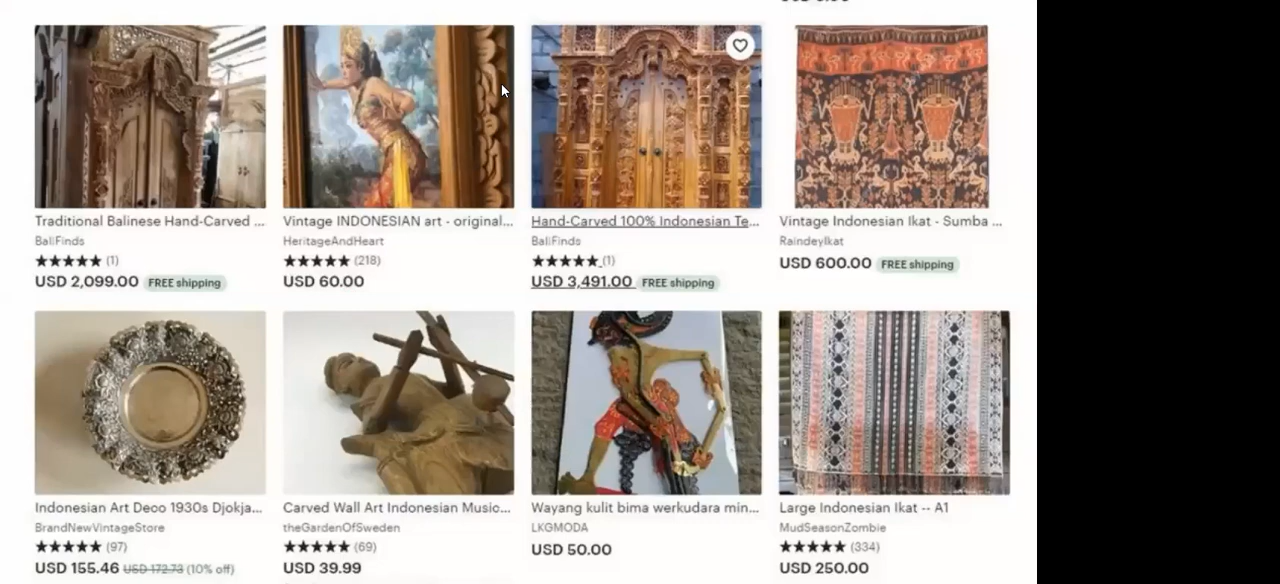 Traditional Balinese Hand-Carved ...
BaliFinds
★★★★★ (1)
USD 2,099.00 FREE shipping
Vintage INDONESIAN art - original...
HeritageAndHeart
★★★★★ (218)
USD 60.00
Hand-Carved 100% Indonesian Te...
BaliFinds
★★★★★ (1)
USD 3,491.00 FREE shipping
Vintage Indonesian Ikat - Sumba ...
RaindeyIkat
USD 600.00 FREE shipping
Indonesian Art Deco 1930s Djokja...
BrandNewVintageStore
★★★★★ (97)
USD 155.46 USD 172.73 (10% off)
Carved Wall Art Indonesian Music...
theGardenOfSweden
★★★★★ (69)
USD 39.99
Wayang kulit bima werkudara min...
LKGMODA
USD 50.00
Large Indonesian Ikat -- A1
MudSeasonZombie
★★★★★ (334)
USD 250.00